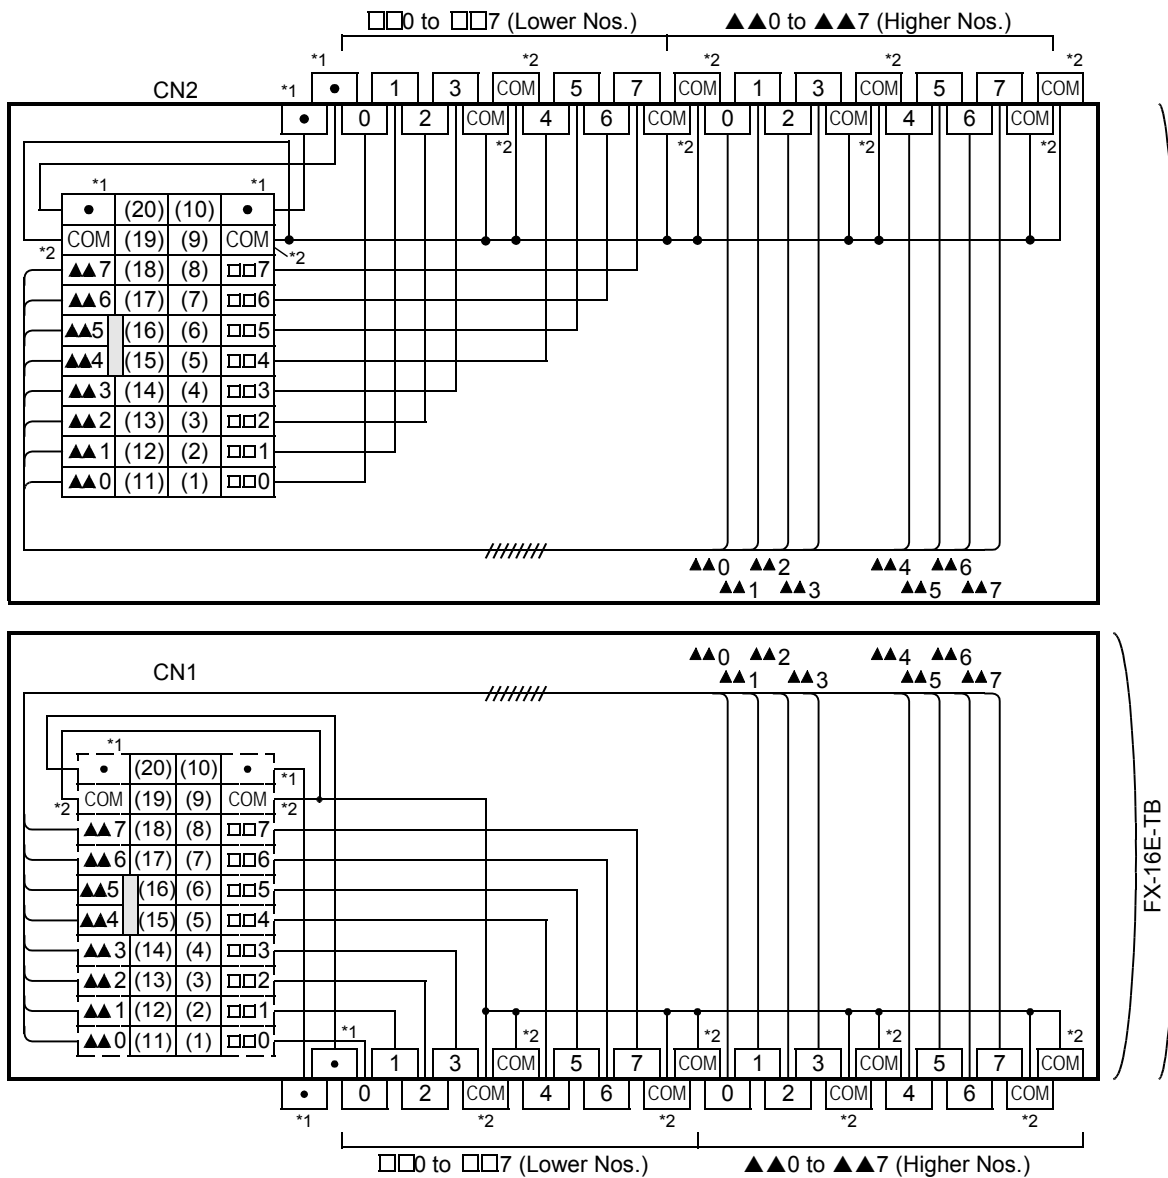 □□0 to □□7 (Lower Nos.) ▲▲0 to ▲▲7 (Higher Nos.)
*1 *2 *2 *2 *2
CN2 *1 • 1 3 COM 5 7 COM 1 3 COM 5 7 COM
• 0 2 COM 4 6 COM 0 2 COM 4 6 COM
*2 *2 *2 *2
*1 *1
• (20) (10) •
COM (19) (9) COM
*2 *2
▲▲7 (18) (8) □□7
▲▲6 (17) (7) □□6
▲▲5 (16) (6) □□5
▲▲4 (15) (5) □□4
▲▲3 (14) (4) □□3
▲▲2 (13) (3) □□2
▲▲1 (12) (2) □□1
▲▲0 (11) (1) □□0
▲▲0 ▲▲2 ▲▲4 ▲▲6
▲▲1 ▲▲3 ▲▲5 ▲▲7
▲▲0 ▲▲2 ▲▲4 ▲▲6
CN1 ▲▲1 ▲▲3 ▲▲5 ▲▲7
*1
• (20) (10) •
*1
COM (19) (9) COM
*2 *2
▲▲7 (18) (8) □□7
▲▲6 (17) (7) □□6
▲▲5 (16) (6) □□5
▲▲4 (15) (5) □□4
▲▲3 (14) (4) □□3
▲▲2 (13) (3) □□2
▲▲1 (12) (2) □□1
▲▲0 (11) (1) □□0
*1 *2 *2 *2 *2
• 1 3 COM 5 7 COM 1 3 COM 5 7 COM
• 0 2 COM 4 6 COM 0 2 COM 4 6 COM
*1 *2 *2 *2 *2
□□0 to □□7 (Lower Nos.) ▲▲0 to ▲▲7 (Higher Nos.)
FX-16E-TB